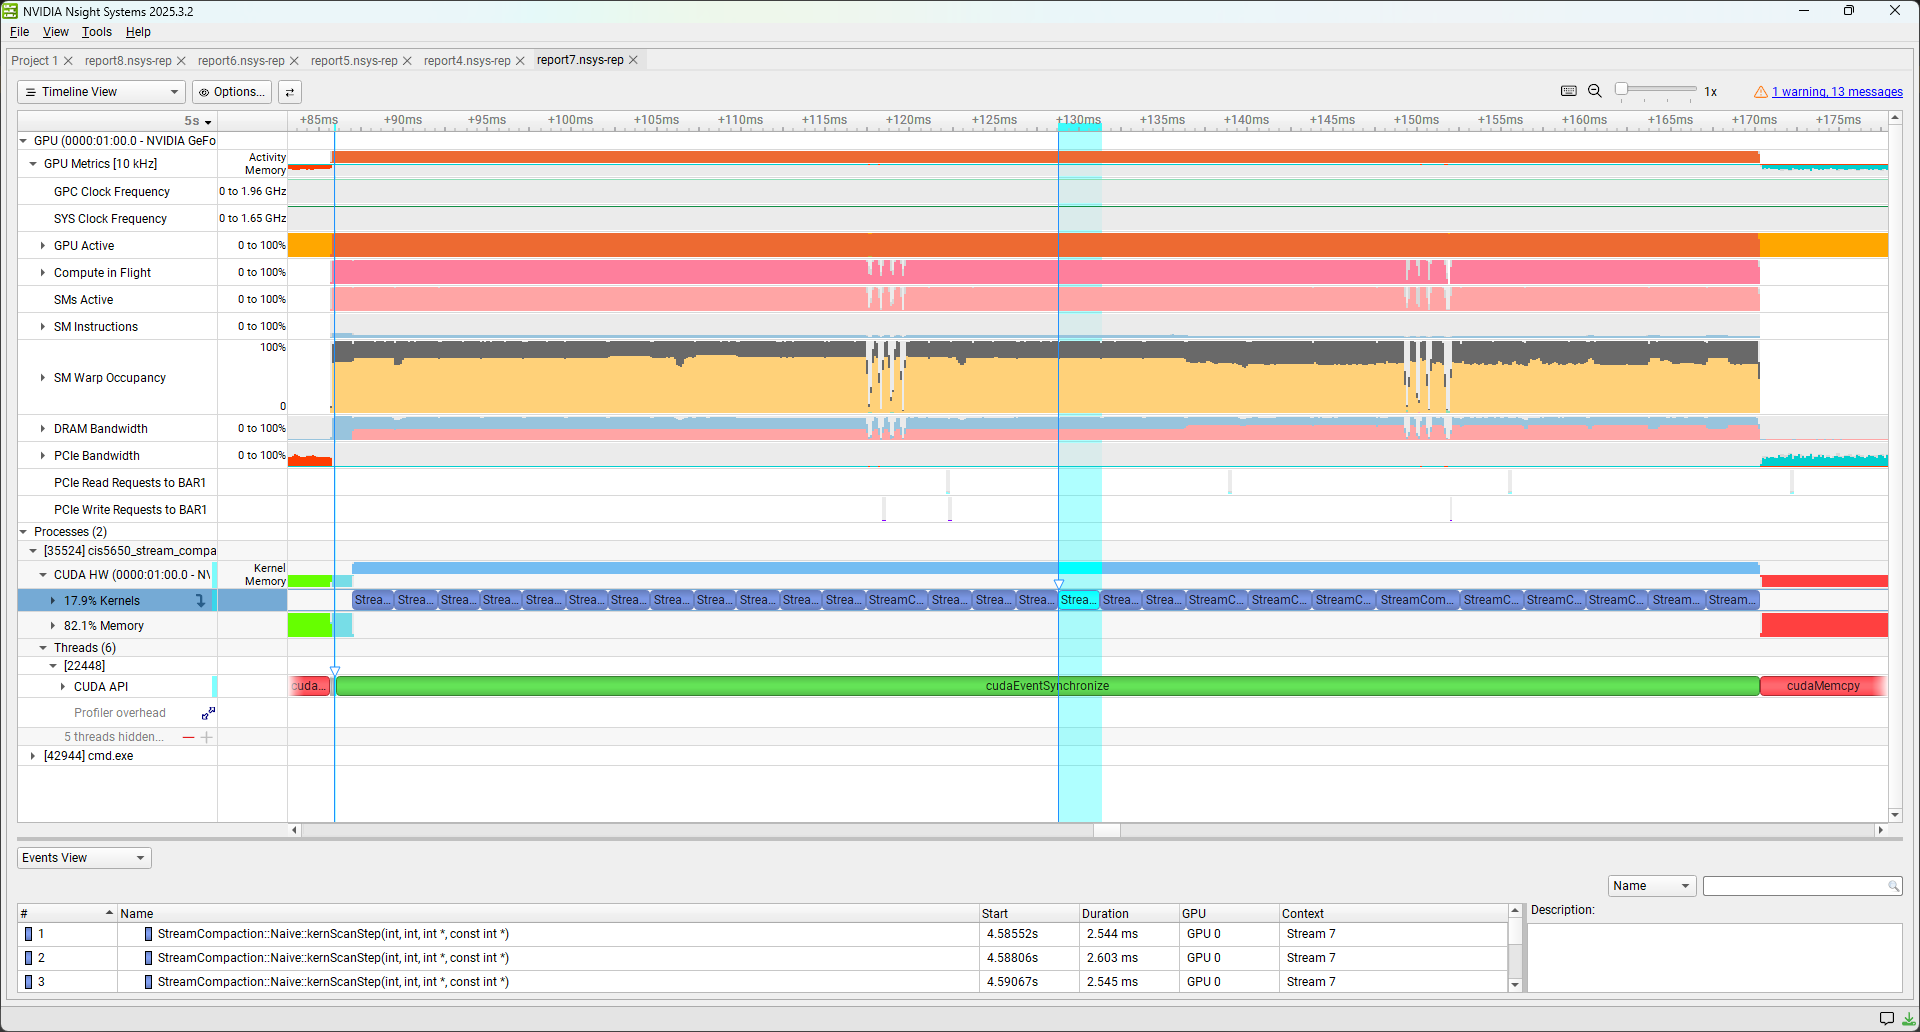 NVIDIA Nsight Systems 2025.3.2
File View Tools Help
Project 1 report8.nsys-rep report6.nsys-rep report5.nsys-rep report4.nsys-rep report7.nsys-rep
Timeline View Options... 1x 1 warning, 13 messages
5s +85ms +90ms +95ms +100ms +105ms +110ms +115ms +120ms +125ms +130ms +135ms +140ms +145ms +150ms +155ms +160ms +165ms +170ms +175ms
GPU (0000:01:00.0 - NVIDIA GeFo
GPU Metrics [10 kHz] Activity
Memory
GPC Clock Frequency 0 to 1.96 GHz
SYS Clock Frequency 0 to 1.65 GHz
GPU Active 0 to 100%
Compute in Flight 0 to 100%
SMs Active 0 to 100%
SM Instructions 0 to 100%
100%
SM Warp Occupancy
0
DRAM Bandwidth 0 to 100%
PCIe Bandwidth 0 to 100%
PCIe Read Requests to BAR1
PCIe Write Requests to BAR1
Processes (2)
[35524] cis5650_stream_compa
CUDA HW (0000:01:00.0 - NV Kernel
Memory
17.9% Kernels Strea... Strea... Strea... Strea... Strea... Strea... Strea... Strea... Strea... Strea... Strea... Strea... StreamC... Strea... Strea... Strea... Strea... Strea... Strea... StreamC... StreamC... StreamC... StreamCom... StreamC... StreamC... StreamC... Stream... Stream...
82.1% Memory
Threads (6)
[22448]
CUDA API cuda... cudaEventSynchronize cudaMemcpy
Profiler overhead
5 threads hidden...
[42944] cmd.exe
Events View
Name
# Name Start Duration GPU Context Description:
1 StreamCompaction::Naive::kernScanStep(int, int, int *, const int *) 4.58552s 2.544 ms GPU 0 Stream 7
2 StreamCompaction::Naive::kernScanStep(int, int, int *, const int *) 4.58806s 2.603 ms GPU 0 Stream 7
3 StreamCompaction::Naive::kernScanStep(int, int, int *, const int *) 4.59067s 2.545 ms GPU 0 Stream 7